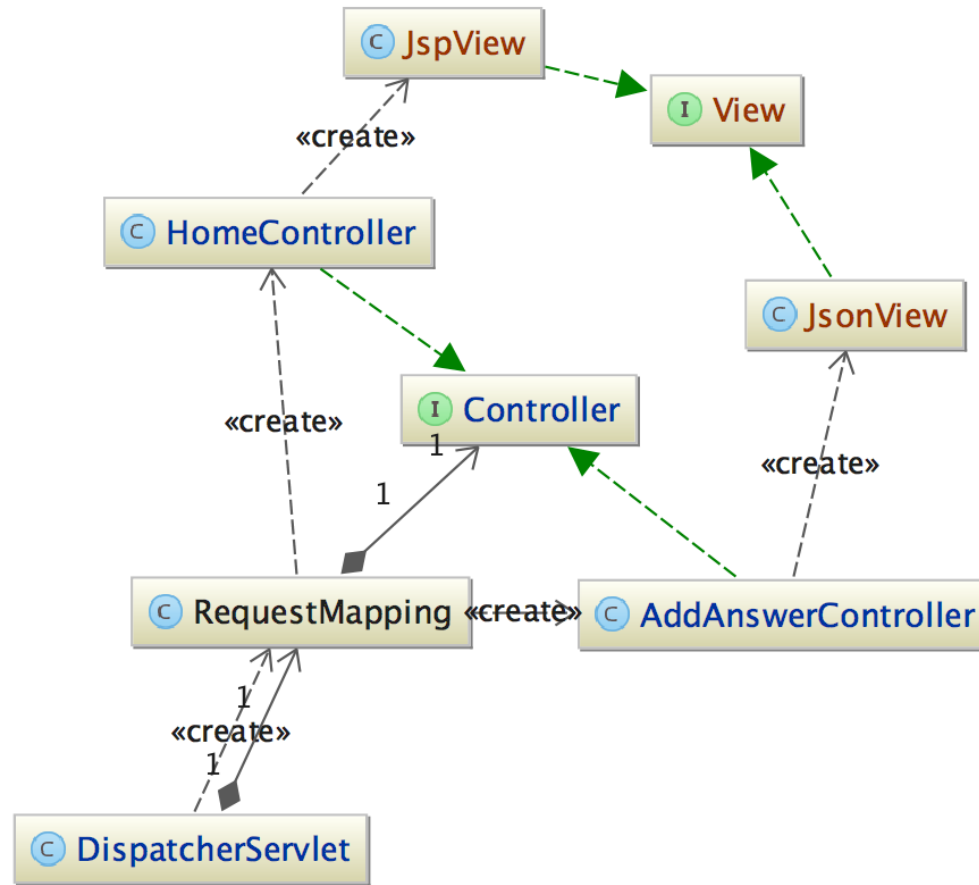 C JspView
I View
«create»
C HomeController
C JsonView
I Controller
«create»
1
«create»
1
C RequestMapping
«create»
C AddAnswerController
1
«create»
1
C DispatcherServlet